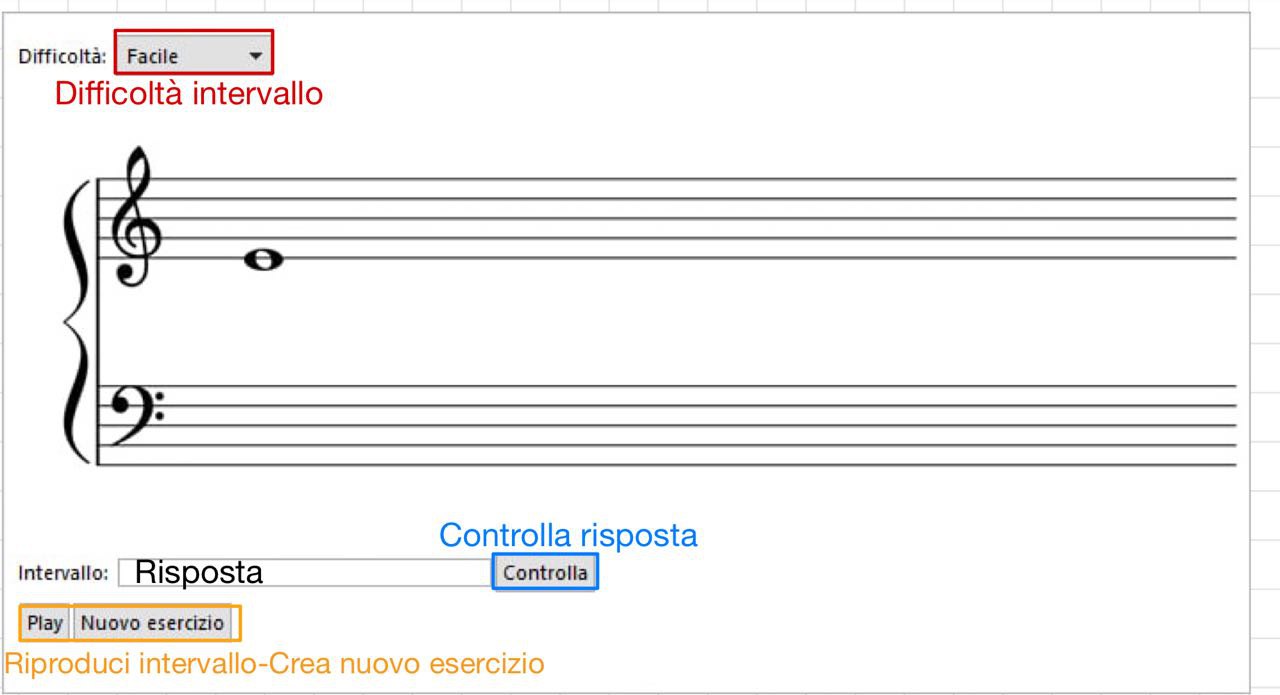 Difficoltà: Facile
Difficoltà intervallo
Controlla risposta
Intervallo: Risposta Controlla
Play Nuovo esercizio
Riproduci intervallo-Crea nuovo esercizio